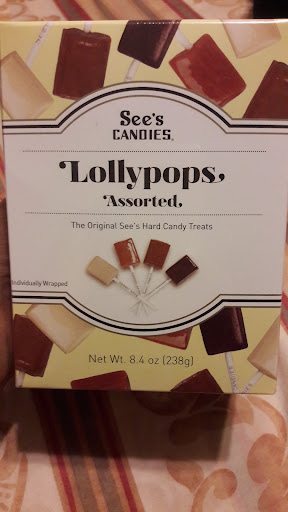 See's
CANDIES
Lollypops
Assorted
The Original See's Hard Candy Treats
Individually Wrapped
Net Wt. 8.4 oz (238g)